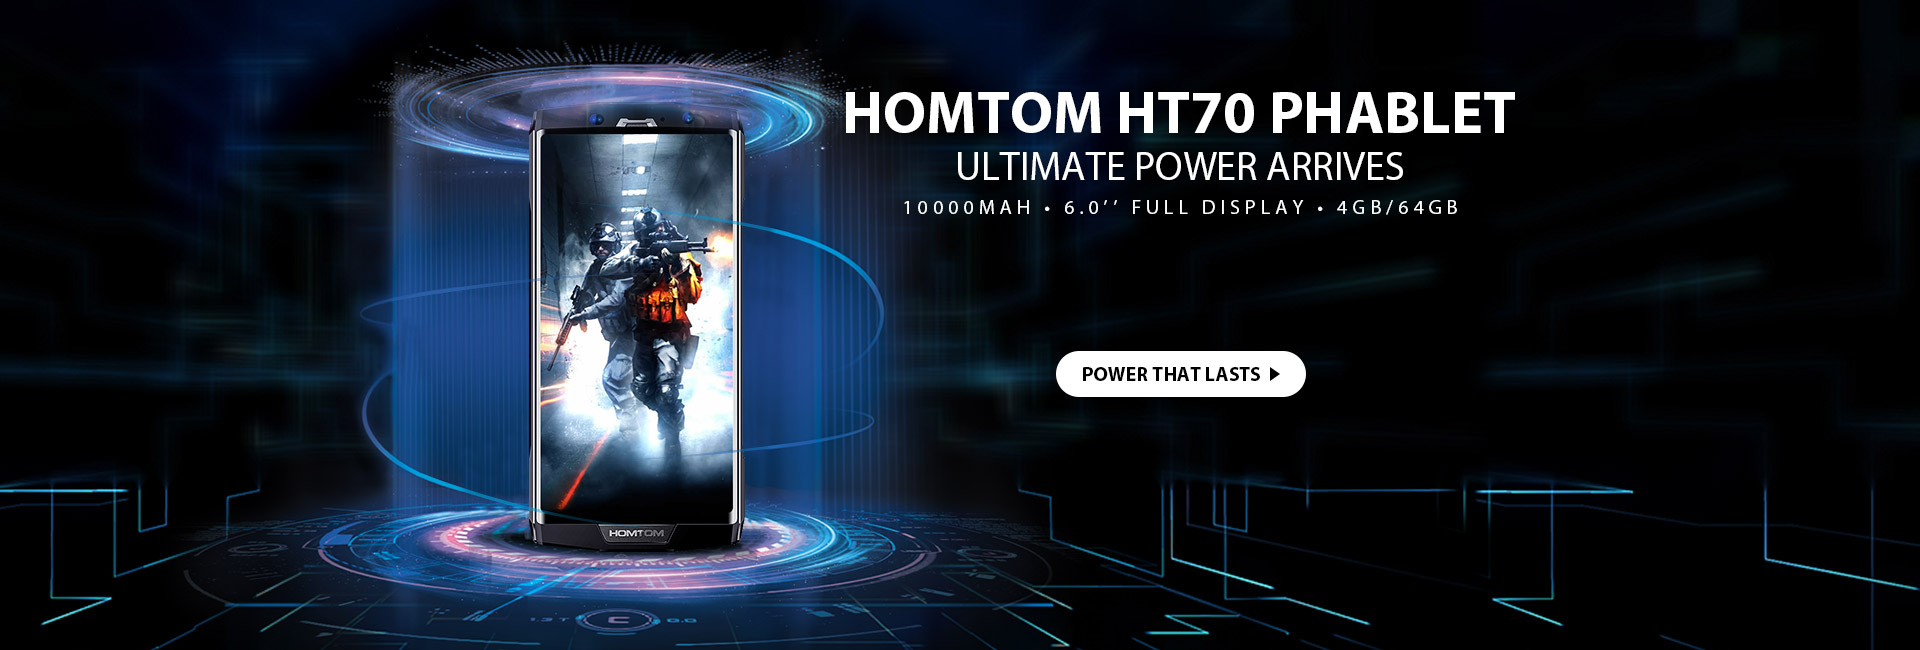 HOMTOM HT70 PHABLET
ULTIMATE POWER ARRIVES
10000MAH • 6.0’’ FULL DISPLAY • 4GB/64GB
POWER THAT LASTS
HOMTOM